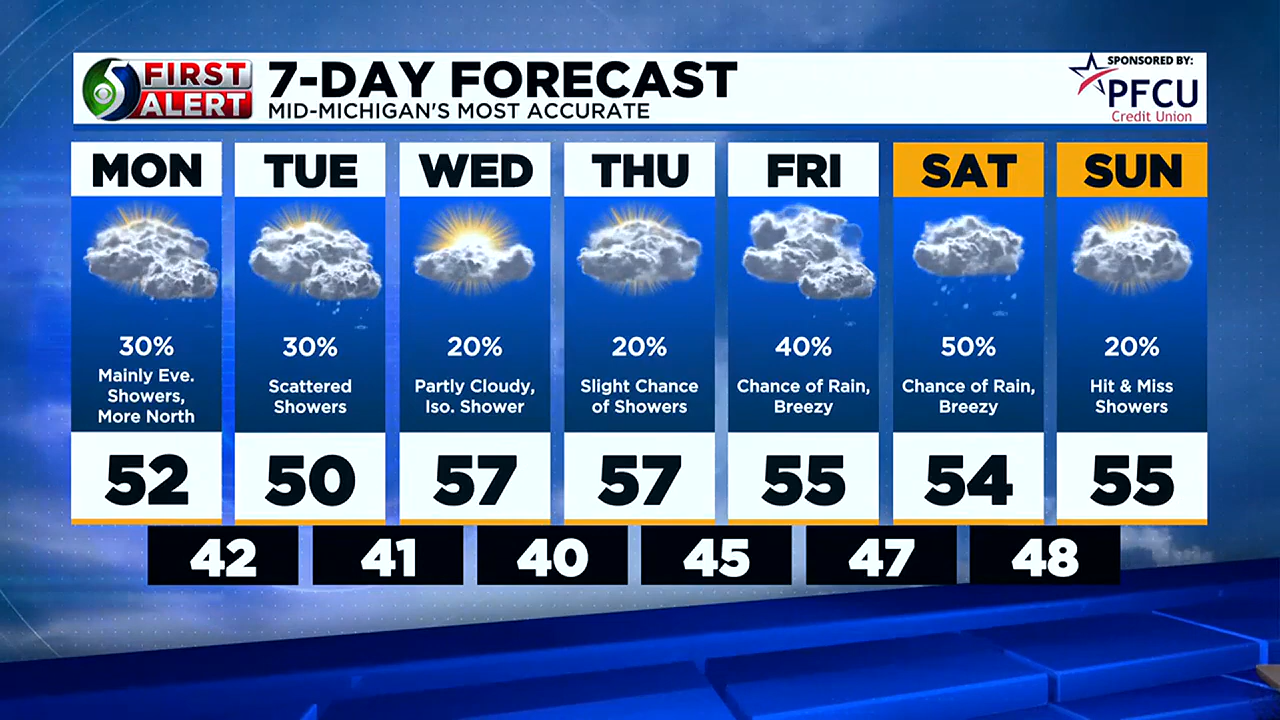 5 FIRST
ALERT
7-DAY FORECAST
MID-MICHIGAN'S MOST ACCURATE
SPONSORED BY:
PFCU
Credit Union
MON
30%
Mainly Eve.
Showers,
More North
52
TUE
30%
Scattered
Showers
50
WED
20%
Partly Cloudy,
Iso. Shower
57
THU
20%
Slight Chance
of Showers
57
FRI
40%
Chance of Rain,
Breezy
55
SAT
50%
Chance of Rain,
Breezy
54
SUN
20%
Hit & Miss
Showers
55
42
41
40
45
47
48